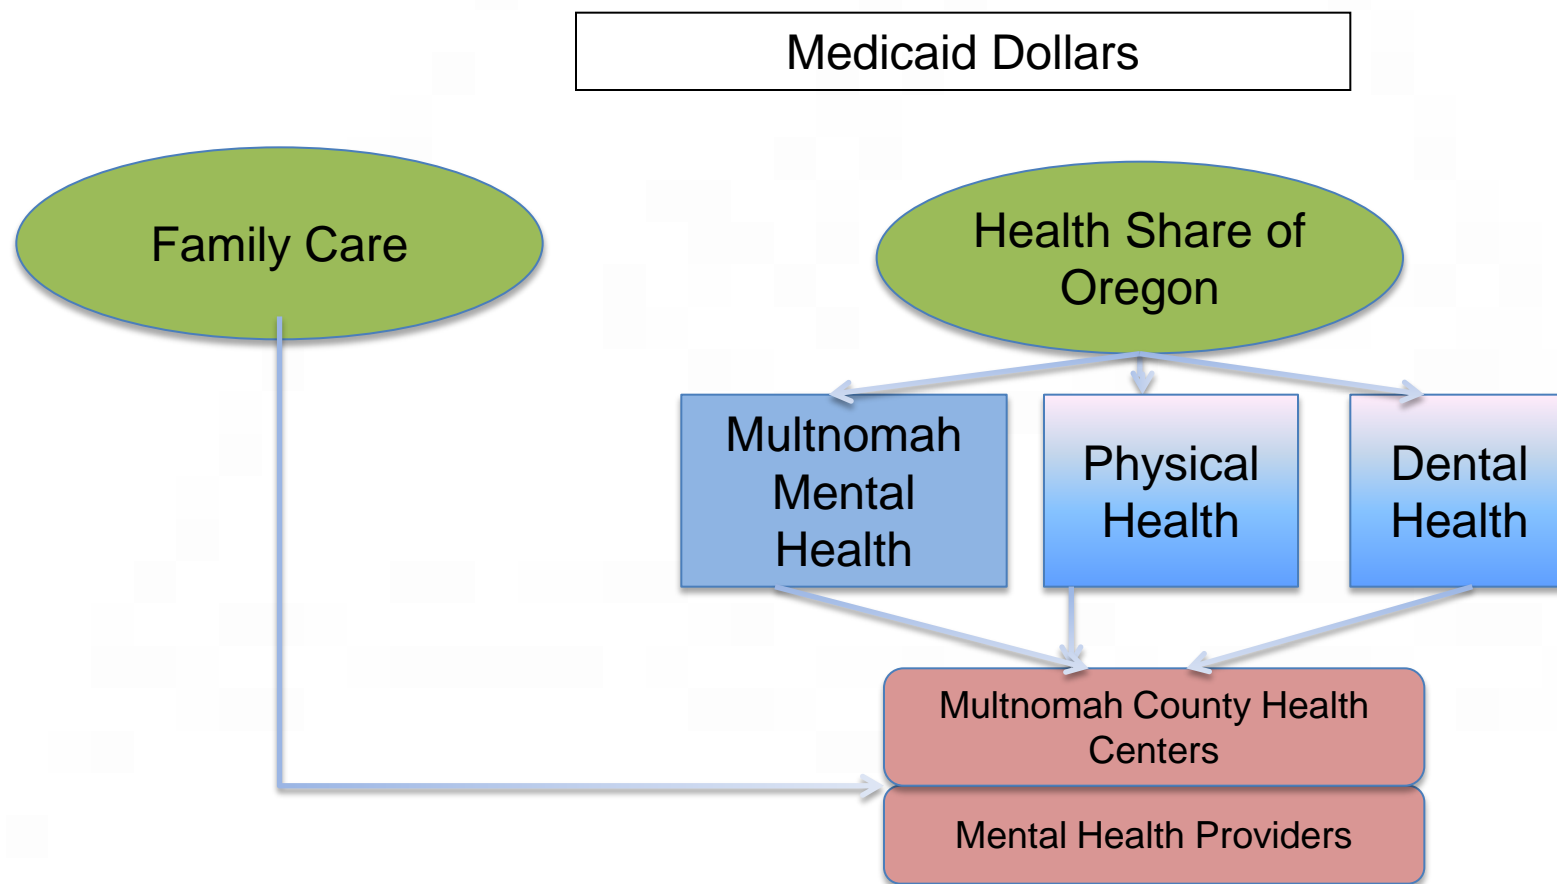 Medicaid Dollars
Family Care
Health Share of
Oregon
Multnomah
Mental
Health
Physical
Health
Dental
Health
Multnomah County Health
Centers
Mental Health Providers